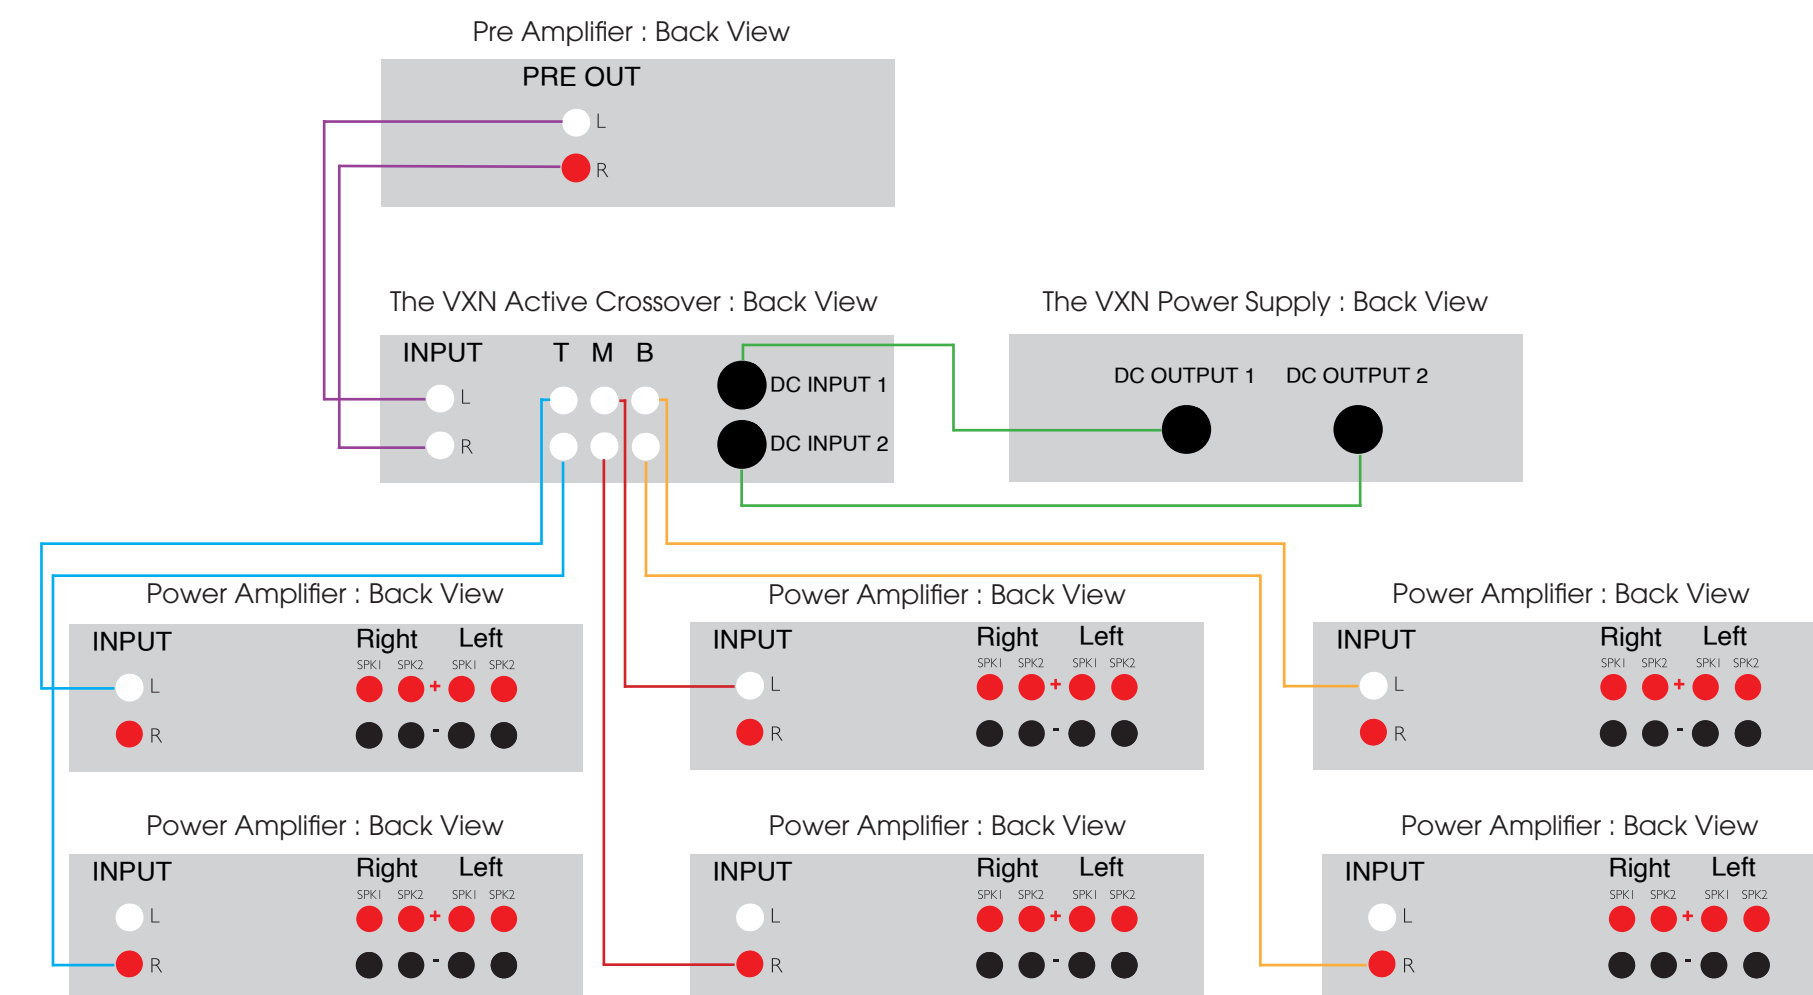 Pre Amplifier : Back View
PRE OUT
L
R
The VXN Active Crossover : Back View
The VXN Power Supply : Back View
INPUT T M B
L
R
DC INPUT 1
DC INPUT 2
DC OUTPUT 1 DC OUTPUT 2
Power Amplifier : Back View
INPUT Right Left
SPK1 SPK2 SPK1 SPK2
L +
R -
Power Amplifier : Back View
INPUT Right Left
SPK1 SPK2 SPK1 SPK2
L +
R -
Power Amplifier : Back View
INPUT Right Left
SPK1 SPK2 SPK1 SPK2
L +
R -
Power Amplifier : Back View
INPUT Right Left
SPK1 SPK2 SPK1 SPK2
L +
R -
Power Amplifier : Back View
INPUT Right Left
SPK1 SPK2 SPK1 SPK2
L +
R -
Power Amplifier : Back View
INPUT Right Left
SPK1 SPK2 SPK1 SPK2
L +
R -